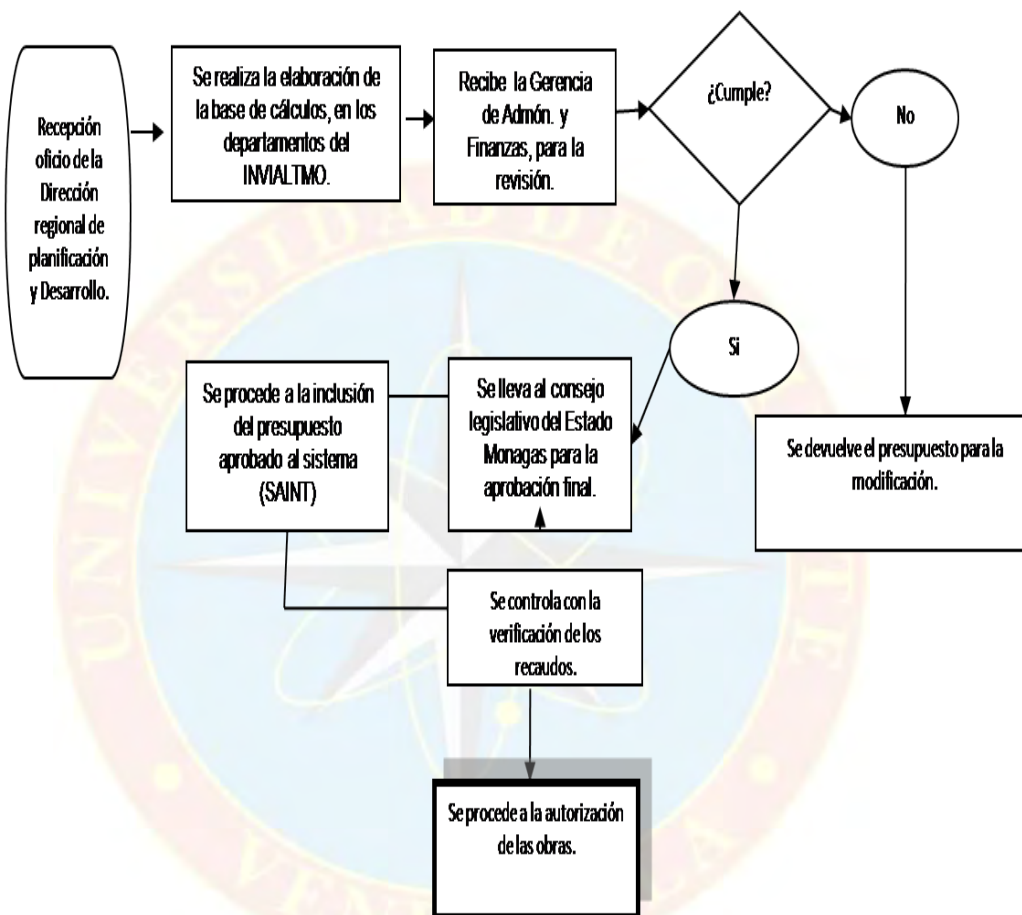 Recepción
oficio de la
Dirección
regional de
planificación
y Desarrollo.
Se realiza la elaboración de
la base de cálculos, en los
departamentos del
INVIALTMO.
Recibe la Gerencia
de Admón. y
Finanzas, para la
revisión.
¿Cumple?
No
Si
Se devuelve el presupuesto para la
modificación.
Se lleva al consejo
legislativo del Estado
Monagas para la
aprobación final.
Se procede a la inclusión
del presupuesto
aprobado al sistema
(SAINT)
Se controla con la
verificación de los
recaudos.
Se procede a la autorización
de las obras.